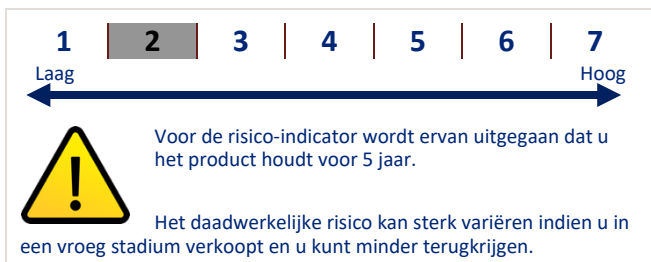 1 2 3 4 5 6 7
Laag Hoog
Voor de risico-indicator wordt ervan uitgegaan dat u
het product houdt voor 5 jaar.
Het daadwerkelijke risico kan sterk variëren indien u in
een vroeg stadium verkoopt en u kunt minder terugkrijgen.